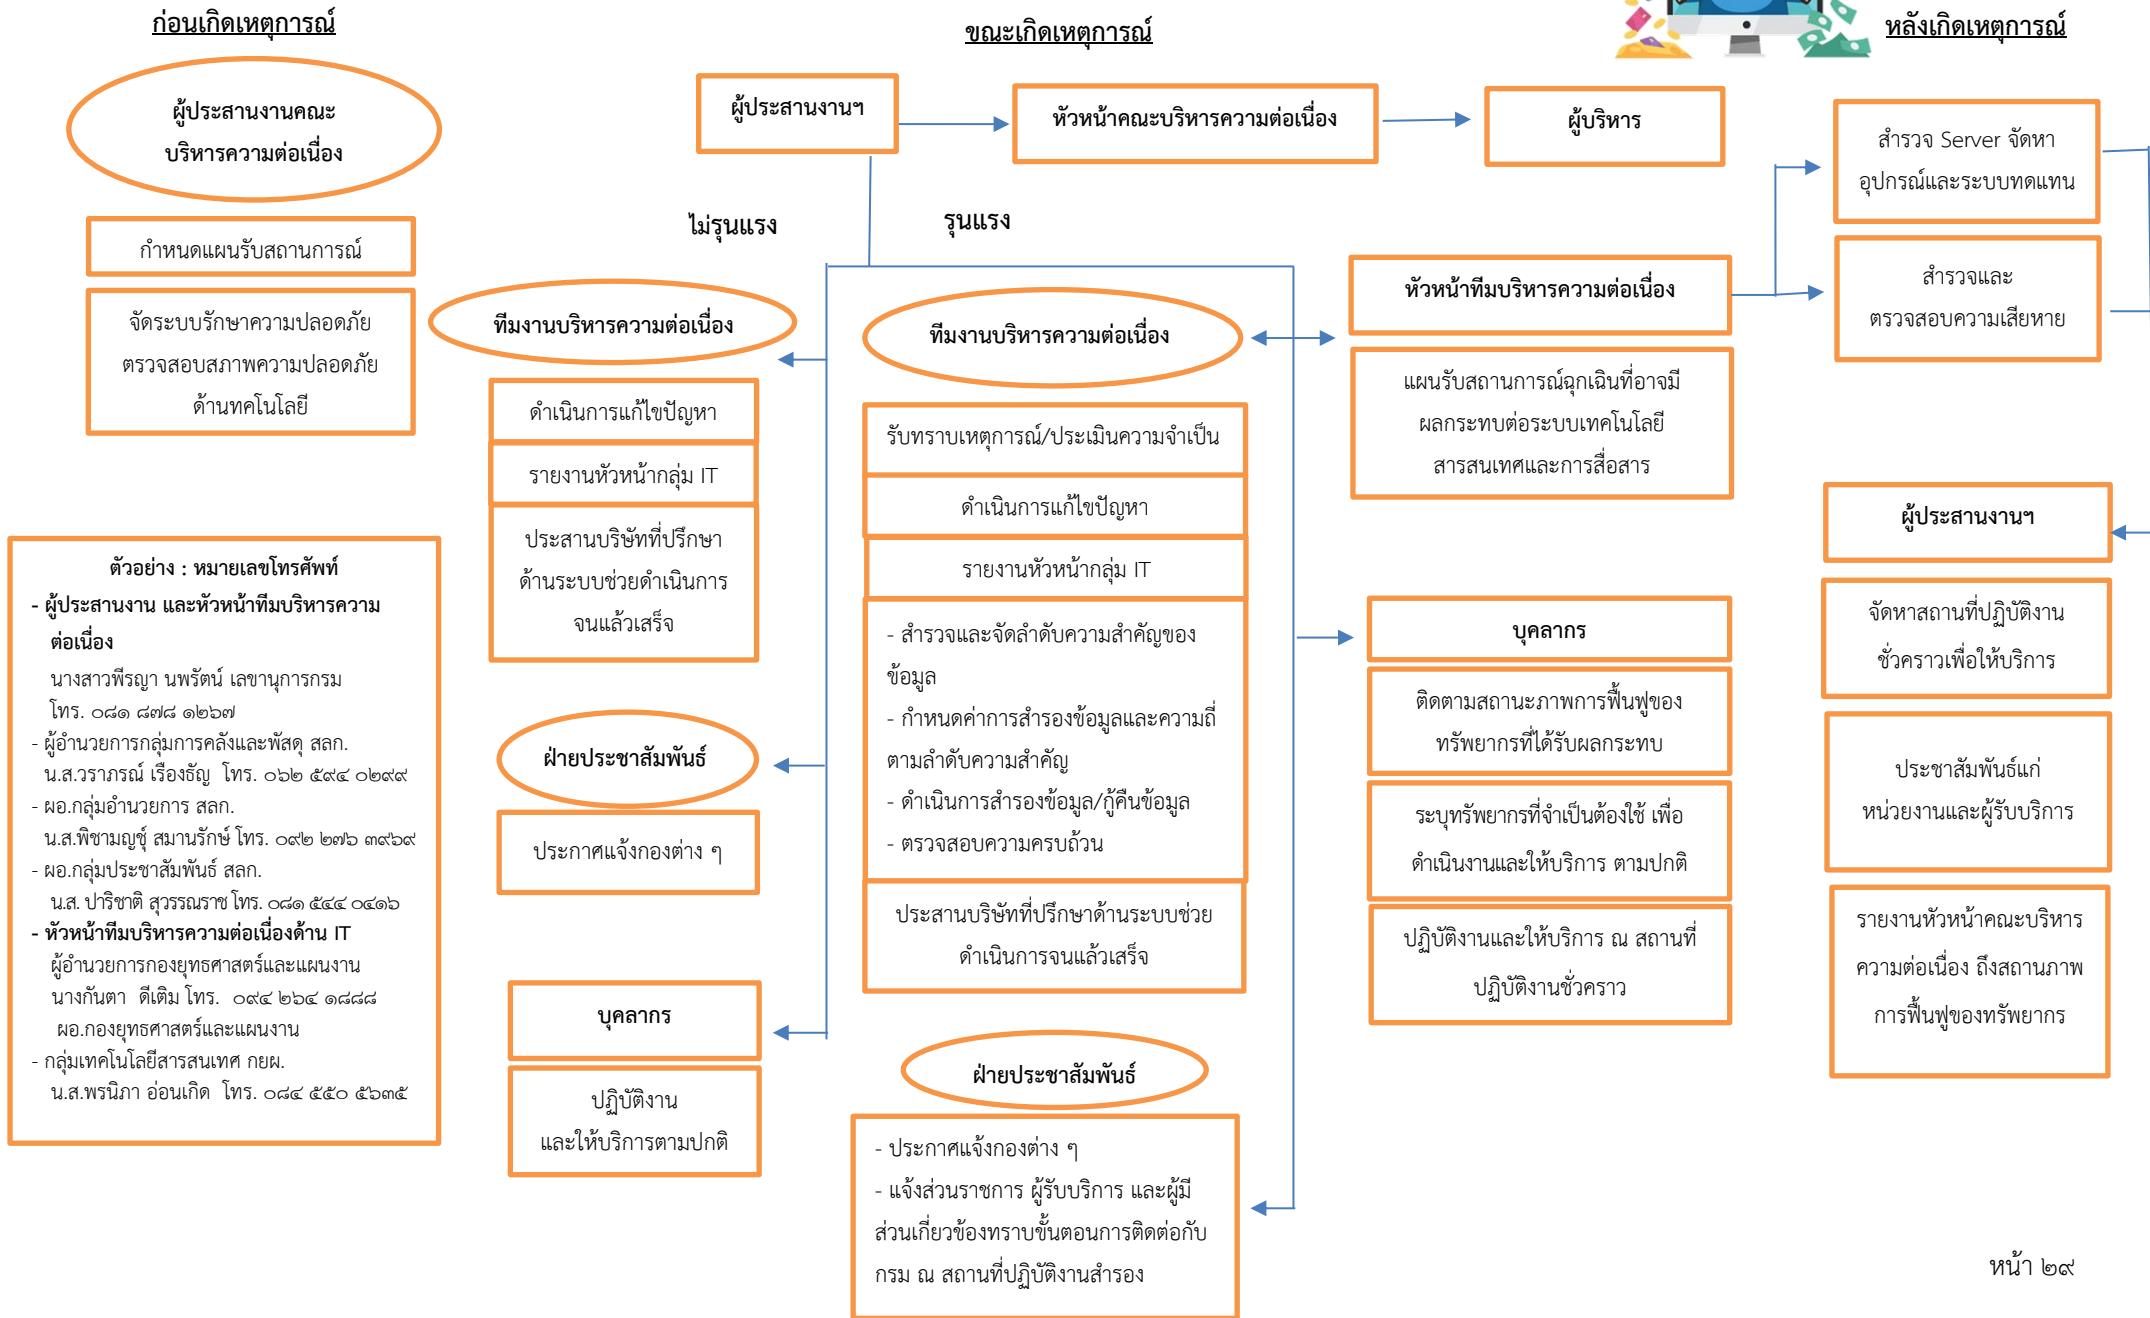 ก่อนเกิดเหตุการณ์
ผู้ประสานงานคณะ
บริหารความต่อเนื่อง
กำหนดแผนรับสถานการณ์
จัดระบบรักษาความปลอดภัย
ตรวจสอบสภาพความปลอดภัย
ด้านทคโนโลยี
ตัวอย่าง : หมายเลขโทรศัพท์
- ผู้ประสานงาน และหัวหน้าทีมบริหารความ
ต่อเนื่อง
นางสาวพีรญา นพรัตน์ เลขานุการกรม
โทร. ๐๘๑ ๘๗๘ ๑๒๖๗
- ผู้อำนวยการกลุ่มการคลังและพัสดุ สลก.
น.ส.วราภรณ์ เรืองธัญ โทร. ๐๖๒ ๕๙๔ ๐๒๙๙
- ผอ.กลุ่มอำนวยการ สลก.
น.ส.พิชามญชุ์ สมานรักษ์ โทร. ๐๙๒ ๒๗๖ ๓๙๖๙
- ผอ.กลุ่มประชาสัมพันธ์ สลก.
น.ส. ปาริชาติ สุวรรณราช โทร. ๐๘๑ ๕๔๔ ๐๔๑๖
- หัวหน้าทีมบริหารความต่อเนื่องด้าน IT
ผู้อำนวยการกองยุทธศาสตร์และแผนงาน
นางกันตา ดีเติม โทร. ๐๙๔ ๒๖๔ ๑๘๘๘
ผอ.กองยุทธศาสตร์และแผนงาน
- กลุ่มเทคโนโลยีสารสนเทศ กยผ.
น.ส.พรนิภา อ่อนเกิด โทร. ๐๘๔ ๕๕๐ ๕๖๓๕
ขณะเกิดเหตุการณ์
ผู้ประสานงานฯ
หัวหน้าคณะบริหารความต่อเนื่อง
ผู้บริหาร
ไม่รุนแรง
รุนแรง
ทีมงานบริหารความต่อเนื่อง
ดำเนินการแก้ไขปัญหา
รายงานหัวหน้ากลุ่ม IT
ประสานบริษัทที่ปรึกษา
ด้านระบบช่วยดำเนินการ
จนแล้วเสร็จ
ฝ่ายประชาสัมพันธ์
ประกาศแจ้งกองต่าง ๆ
บุคลากร
ปฏิบัติงาน
และให้บริการตามปกติ
ทีมงานบริหารความต่อเนื่อง
รับทราบเหตุการณ์/ประเมินความจำเป็น
ดำเนินการแก้ไขปัญหา
รายงานหัวหน้ากลุ่ม IT
- สำรวจและจัดลำดับความสำคัญของ
ข้อมูล
- กำหนดค่าการสำรองข้อมูลและความถี่
ตามลำดับความสำคัญ
- ดำเนินการสำรองข้อมูล/กู้คืนข้อมูล
- ตรวจสอบความครบถ้วน
ประสานบริษัทที่ปรึกษาด้านระบบช่วย
ดำเนินการจนแล้วเสร็จ
ฝ่ายประชาสัมพันธ์
- ประกาศแจ้งกองต่าง ๆ
- แจ้งส่วนราชการ ผู้รับบริการ และผู้มี
ส่วนเกี่ยวข้องทราบขั้นตอนการติดต่อกับ
กรม ณ สถานที่ปฏิบัติงานสำรอง
หัวหน้าทีมบริหารความต่อเนื่อง
แผนรับสถานการณ์ฉุกเฉินที่อาจมี
ผลกระทบต่อระบบเทคโนโลยี
สารสนเทศและการสื่อสาร
บุคลากร
ติดตามสถานะภาพการฟื้นฟูของ
ทรัพยากรที่ได้รับผลกระทบ
ระบุทรัพยากรที่จำเป็นต้องใช้ เพื่อ
ดำเนินงานและให้บริการ ตามปกติ
ปฏิบัติงานและให้บริการ ณ สถานที่
ปฏิบัติงานชั่วคราว
หลังเกิดเหตุการณ์
สำรวจ Server จัดหา
อุปกรณ์และระบบทดแทน
สำรวจและ
ตรวจสอบความเสียหาย
ผู้ประสานงานฯ
จัดหาสถานที่ปฏิบัติงาน
ชั่วคราวเพื่อให้บริการ
ประชาสัมพันธ์แก่
หน่วยงานและผู้รับบริการ
รายงานหัวหน้าคณะบริหาร
ความต่อเนื่อง ถึงสถานภาพ
การฟื้นฟูของทรัพยากร
หน้า ๒๙